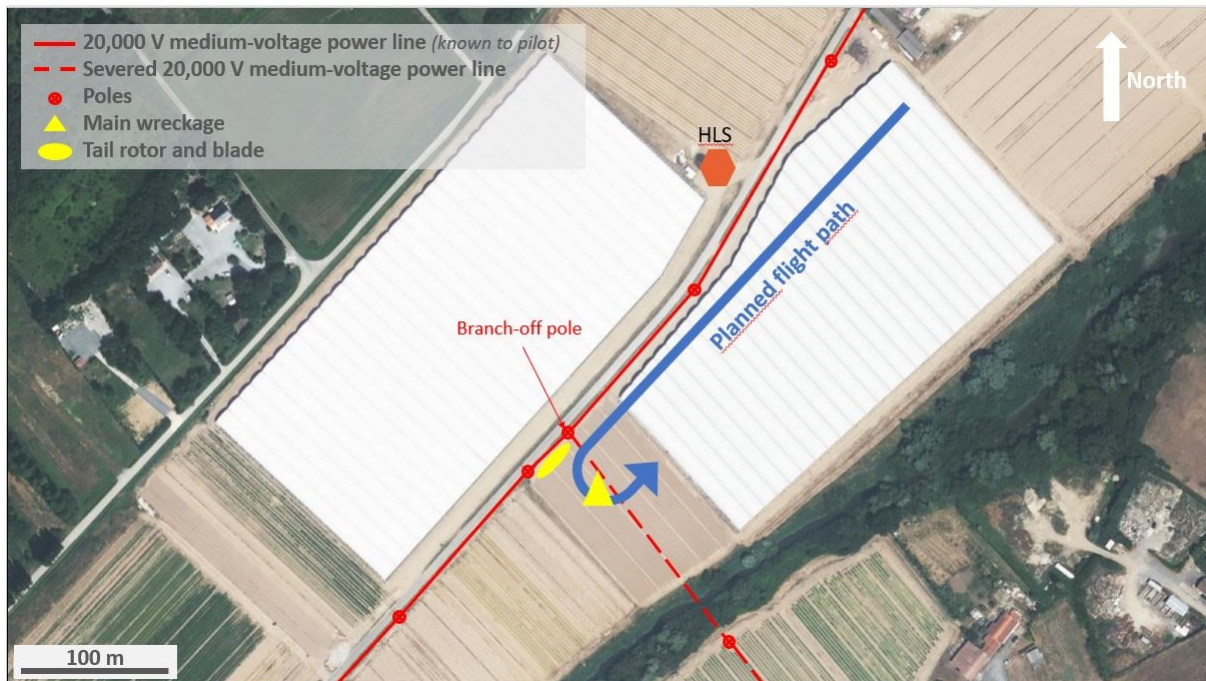 20,000 V medium-voltage power line (known to pilot)
Severed 20,000 V medium-voltage power line
Poles
Main wreckage
Tail rotor and blade
North
HLS
Planned flight path
Branch-off pole
100 m